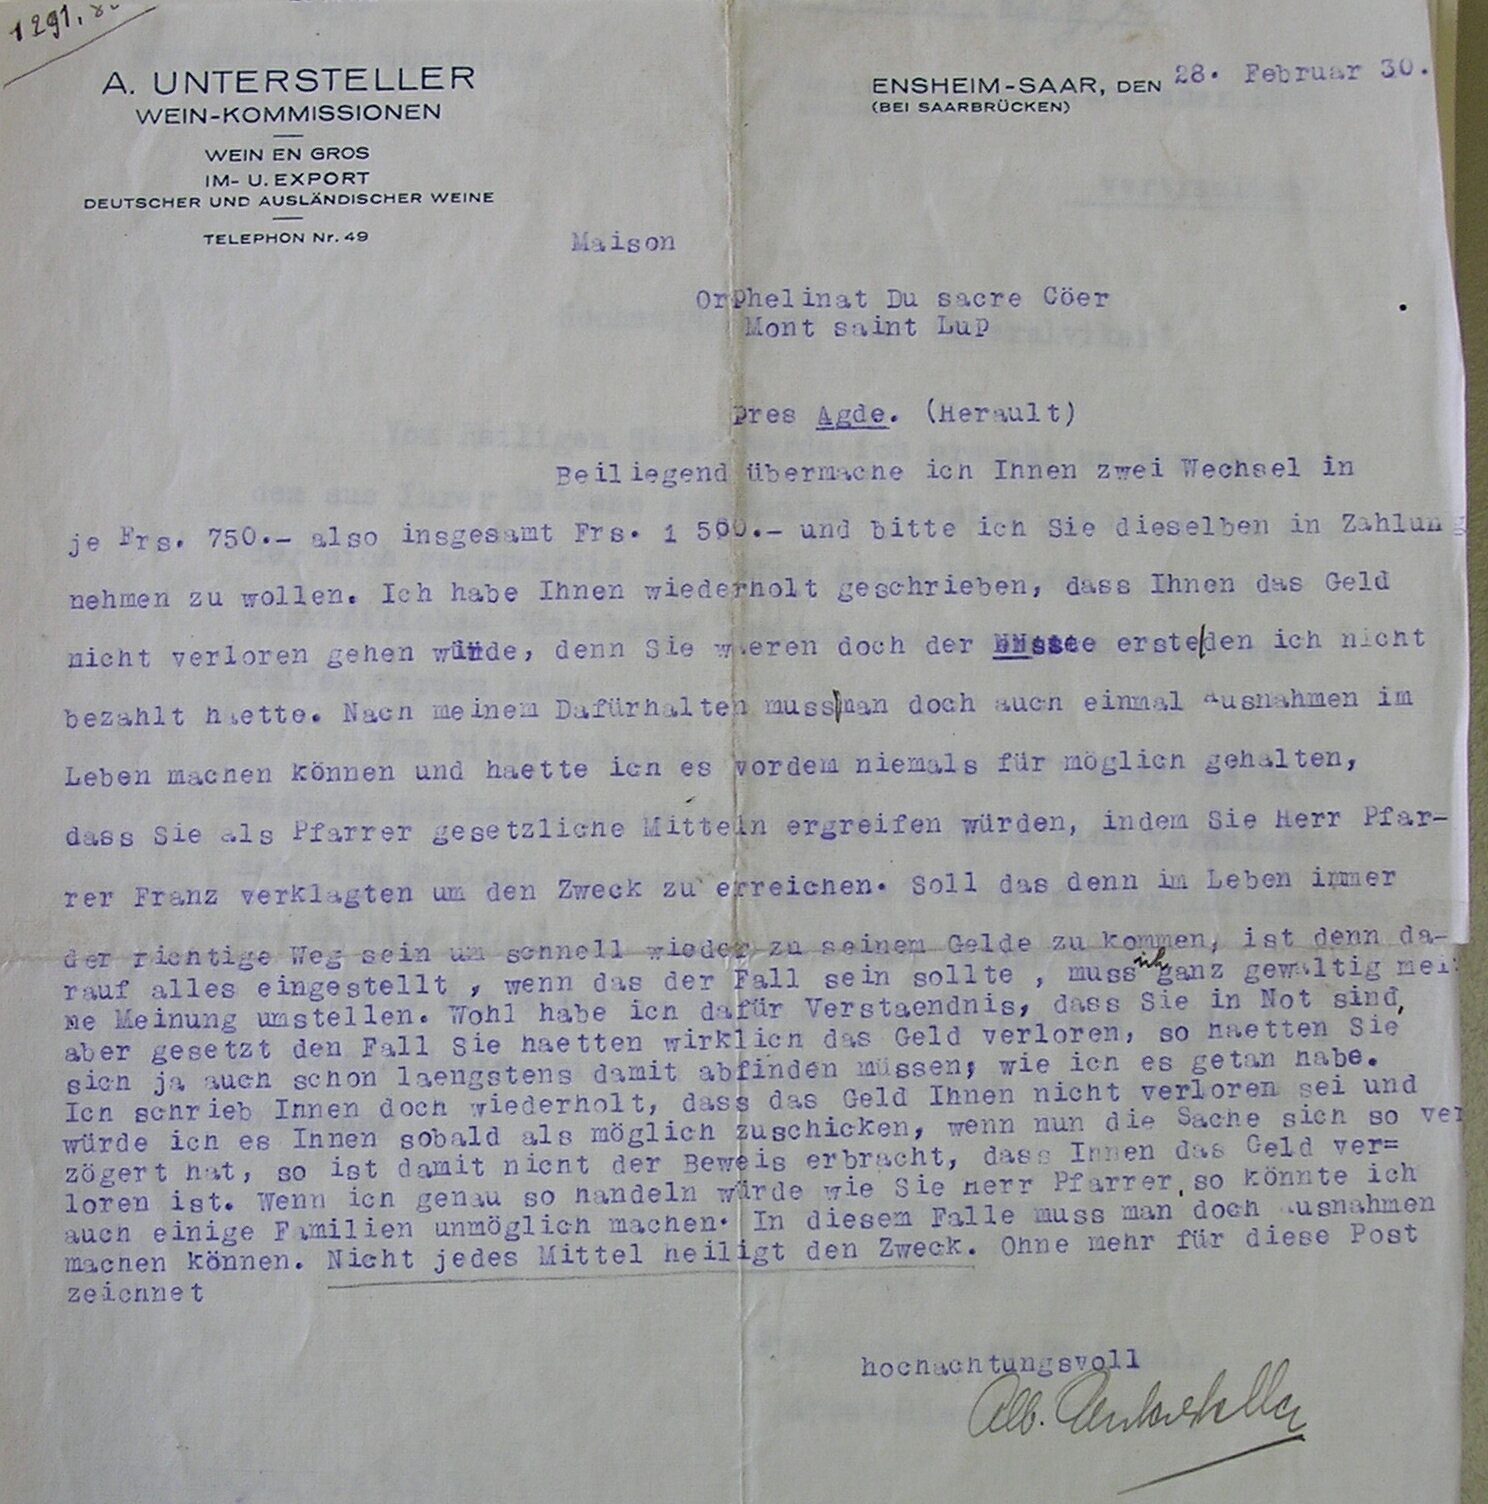 1291.
A. UNTERSTELLER
WEIN-KOMMISSIONEN
WEIN EN GROS
IM- U. EXPORT
DEUTSCHER UND AUSLÄNDISCHER WEINE
TELEPHON Nr. 49
ENSHEIM-SAAR, DEN 28. Februar 30.
(BEI SAARBRÜCKEN)
Maison
Orphelinat Du sacre Cöer
Mont saint Lup
pres Agde. (Herault)
Beiliegend übermache ich Ihnen zwei Wechsel in
je Frs. 750.- also insgesamt Frs. 1 500.- und bitte ich Sie dieselben in Zahlung
nehmen zu wollen. Ich habe Ihnen wiederholt geschrieben, dass Ihnen das Geld
nicht verloren gehen würde, denn Sie waeren doch der erste/den ich nicht
bezahlt haette. Nach meinem Dafürhalten muss|man doch auch einmal Ausnahmen im
Leben machen können und haette ich es vordem niemals für möglich gehalten,
dass Sie als Pfarrer gesetzliche Mitteln ergreifen würden, indem Sie Herr Pfar-
rer Franz verklagten um den Zweck zu erreichen. Soll das denn im Leben immer
der richtige Weg sein um schnell wieder zu seinem Gelde zu kommen, ist denn da-
rauf alles eingestellt , wenn das der Fall sein sollte , muss ich ganz gewaltig mei-
ne Meinung umstellen. Wohl habe ich dafür Verstaendnis, dass Sie in Not sind,
aber gesetzt den Fall Sie haetten wirklich das Geld verloren, so haetten Sie
sich ja auch schon laengstens damit abfinden müssen, wie ich es getan habe.
Ich schrieb Ihnen doch wiederholt, dass das Geld Ihnen nicht verloren sei und
würde ich es Ihnen sobald als möglich zuschicken, wenn nun die Sache sich so ver
zögert hat, so ist damit nicht der Beweis erbracht, dass Ihnen das Geld ver=
loren ist. Wenn ich genau so handeln würde wie Sie Herr Pfarrer, so könnte ich
auch einige Familien unmöglich machen. In diesem Falle muss man doch Ausnahmen
machen können. Nicht jedes Mittel heiligt den Zweck. Ohne mehr für diese Post
zeichnet
hochachtungsvoll
Alb. Untersteller